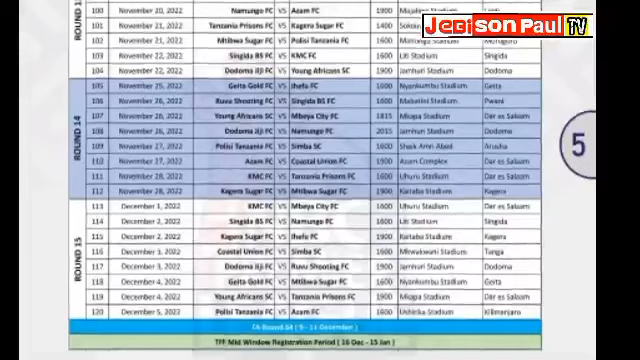 Jedison Paul TV
100 November 20, 2022 Namungo FC VS Azam FC 1900
101 November 21, 2022 Tanzania Prisons FC VS Kagera Sugar FC 1400
102 November 21, 2022 Mtibwa Sugar FC VS Polisi Tanzania FC 1600 Stadium Morogoro
103 November 22, 2022 Singida BS FC VS KMC FC 1600 Liti Stadium Singida
104 November 22, 2022 Dodoma Jiji FC VS Young Africans SC 1900 Jamhuri Stadium Dodoma
ROUND 14
105 November 25, 2022 Geita Gold FC VS Ihefu FC 1600 Nyankumbu Stadium Geita
106 November 26, 2022 Ruvu Shooting FC VS Singida BS FC 1600 Mabatini Stadium Pwani
107 November 26, 2022 Young Africans SC VS Mbeya City FC 1815 Mkapa Stadium Dar es Salaam
108 November 26, 2022 Dodoma Jiji FC VS Namungo FC 2015 Jamhuri Stadium Dodoma
109 November 27, 2022 Polisi Tanzania FC VS Simba SC 1600 Sheik Amri Abeid Arusha
110 November 27, 2022 Azam FC VS Coastal Union FC 1900 Azam Complex Dar es Salaam
111 November 28, 2022 KMC FC VS Tanzania Prisons FC 1600 Uhuru Stadium Dar es Salaam
112 November 28, 2022 Kagera Sugar FC VS Mtibwa Sugar FC 1900 Kaitaba Stadium Kagera
5
ROUND 15
113 December 1, 2022 KMC FC VS Mbeya City FC 1600 Uhuru Stadium Dar es Salaam
114 December 2, 2022 Singida BS FC VS Namungo FC 1600 Liti Stadium Singida
115 December 2, 2022 Kagera Sugar FC VS Ihefu FC 1900 Kaitaba Stadium Kagera
116 December 3, 2022 Coastal Union FC VS Simba SC 1600 Mkwakwani Stadium Tanga
117 December 3, 2022 Dodoma Jiji FC VS Ruvu Shooting FC 1900 Jamhuri Stadium Dodoma
118 December 4, 2022 Geita Gold FC VS Mtibwa Sugar FC 1600 Nyankumbu Stadium Geita
119 December 4, 2022 Young Africans SC VS Tanzania Prisons FC 1900 Mkapa Stadium Dar es Salaam
120 December 5, 2022 Polisi Tanzania FC VS Azam FC 1600 Ushirika Stadium Kilimanjaro
FA Round 64 ( 9 - 11 December )
TFF Mid Window Registration Period ( 16 Dec - 15 Jan )